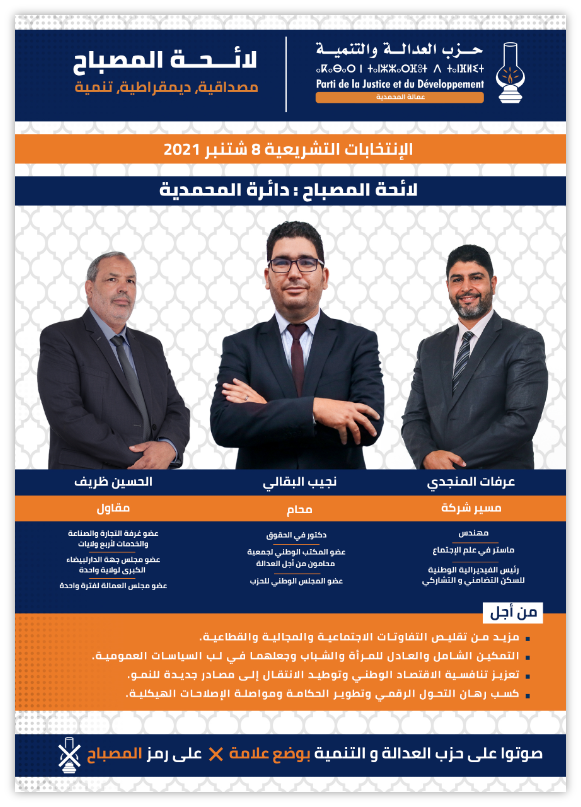 حزب العدالة والتنمية
ⴰⴽⴰⴱⴰⵔ ⵏ ⵜⴰⵏⵣⵣⴰⵔⴼⵓⵜ ⴷ ⵜⴰⵏⴼⵍⵉⵜ
Parti de la Justice et du Développement
عمالة المحمدية
لائحة المصباح
مصداقية، ديمقراطية، تنمية
الإنتخابات التشريعية 8 شتنبر 2021
لائحة المصباح : دائرة المحمدية
عرفات المنجدي
مسير شركة
مهندس
ماستر في علم الإجتماع
رئيس الفيديرالية الوطنية
للسكن التضامني و التشاركي
نجيب البقالي
محام
دكتور في الحقوق
عضو المكتب الوطني لجمعية
محامون من أجل العدالة
عضو المجلس الوطني للحزب
الحسين ظريف
مقاول
عضو غرفة التجارة والصناعة
والخدمات لأربع ولايات
عضو مجلس جهة الدارلبيضاء
الكبرى لولاية واحدة
عضو مجلس العمالة لفترة واحدة
من أجل
مزيد من تقليص التفاوتات الاجتماعية والمجالية والقطاعية.
التمكين الشامل والعادل للمرأة والشباب وجعلهما في لب السياسات العمومية.
تعزيز تنافسية الاقتصاد الوطني وتوطيد الانتقال إلى مصادر جديدة للنمو.
كسب رهان التحول الرقمي وتطوير الحكامة ومواصلة الإصلاحات الهيكلية.
صوتوا على حزب العدالة و التنمية بوضع علامة × على رمز المصباح